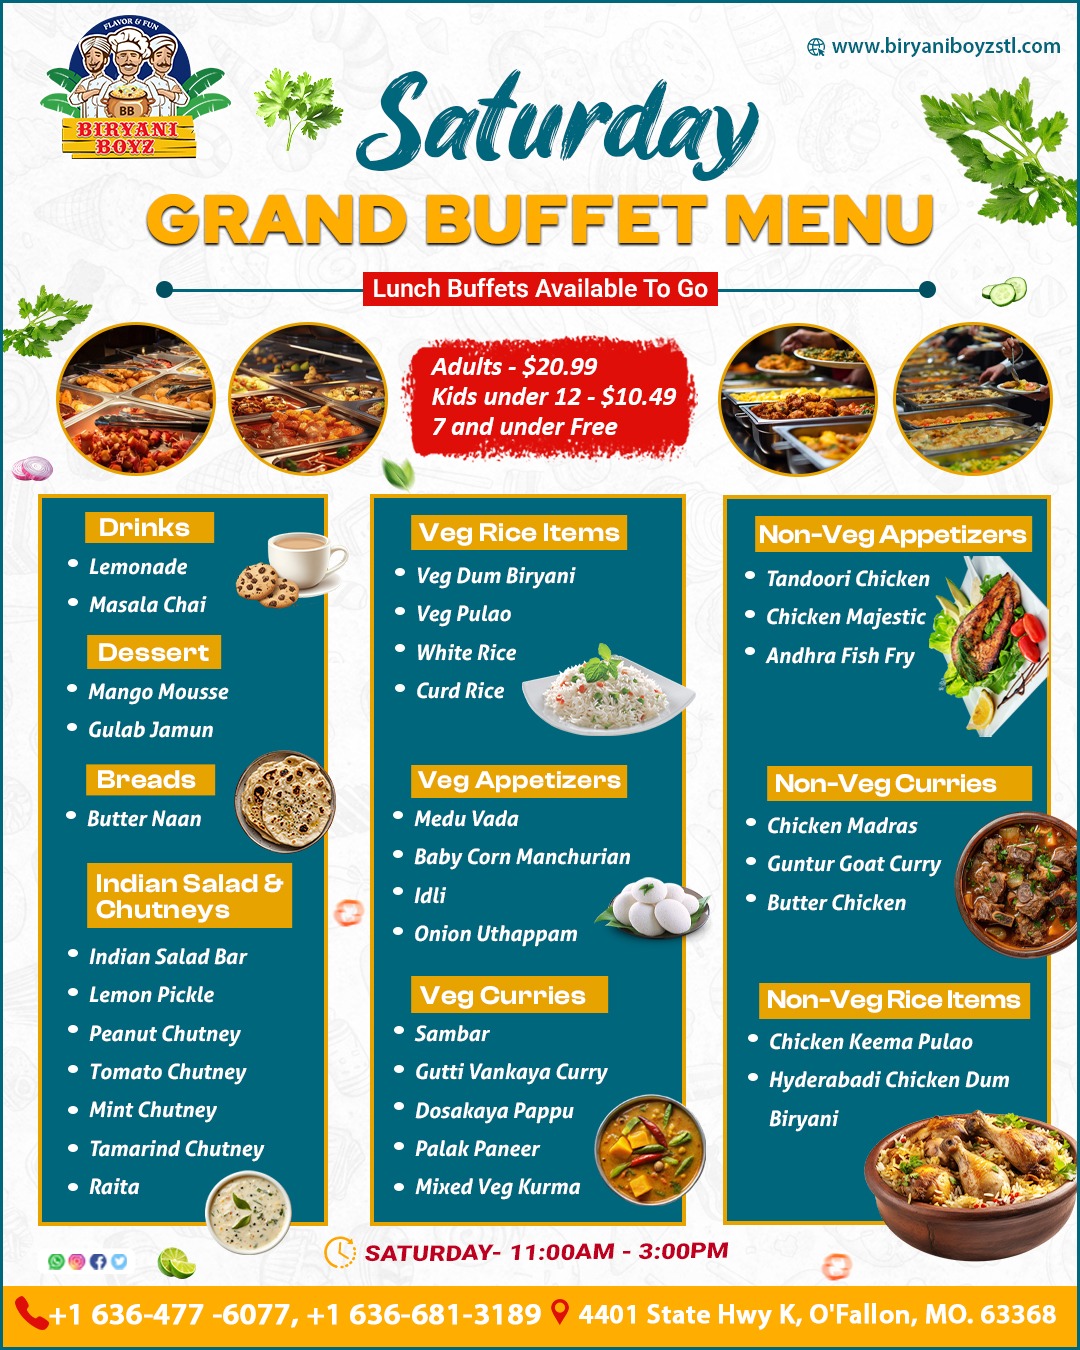 FLAVOR & FUN
BB
BIRYANI
BOYZ
www.biryaniboyzstl.com
Saturday
GRAND BUFFET MENU
Lunch Buffets Available To Go
Adults - $20.99
Kids under 12 - $10.49
7 and under Free
Drinks
• Lemonade
• Masala Chai
Dessert
• Mango Mousse
• Gulab Jamun
Breads
• Butter Naan
Indian Salad &
Chutneys
• Indian Salad Bar
• Lemon Pickle
• Peanut Chutney
• Tomato Chutney
• Mint Chutney
• Tamarind Chutney
• Raita
Veg Rice Items
• Veg Dum Biryani
• Veg Pulao
• White Rice
• Curd Rice
Veg Appetizers
• Medu Vada
• Baby Corn Manchurian
• Idli
• Onion Uthappam
Veg Curries
• Sambar
• Gutti Vankaya Curry
• Dosakaya Pappu
• Palak Paneer
• Mixed Veg Kurma
Non-Veg Appetizers
• Tandoori Chicken
• Chicken Majestic
• Andhra Fish Fry
Non-Veg Curries
• Chicken Madras
• Guntur Goat Curry
• Butter Chicken
Non-Veg Rice Items
• Chicken Keema Pulao
• Hyderabadi Chicken Dum
Biryani
SATURDAY- 11:00AM - 3:00PM
+1 636-477 -6077, +1 636-681-3189 4401 State Hwy K, O'Fallon, MO. 63368